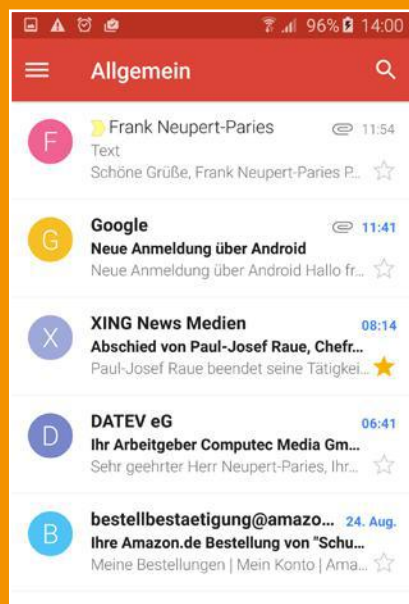 96% 14:00
Allgemein
F Frank Neupert-Paries 11:54
Text
Schöne Grüße, Frank Neupert-Paries P...
G Google 11:41
Neue Anmeldung über Android
Neue Anmeldung über Android Hallo fr...
X XING News Medien 08:14
Abschied von Paul-Josef Raue, Chefr...
Paul-Josef Raue beendet seine Tätigkei...
D DATEV eG 06:41
Ihr Arbeitgeber Computec Media Gm...
Sehr geehrter Herr Neupert-Paries, Ihr...
B bestellbestaetigung@amazo... 24. Aug.
Ihre Amazon.de Bestellung von "Schu...
Meine Bestellungen | Mein Konto | Ama...